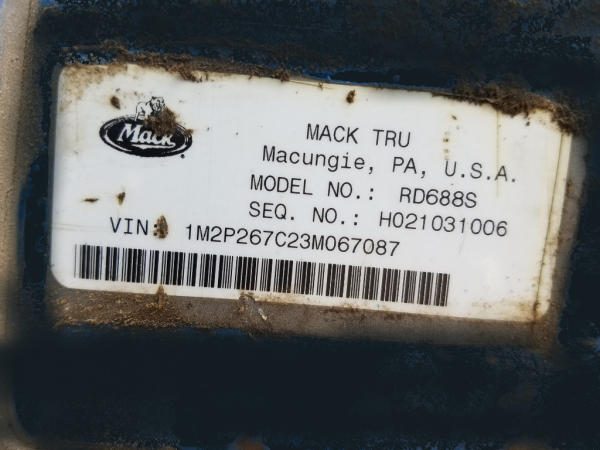 Mack
MACK TRU
Macungie, PA, U.S.A.
MODEL NO.: RD688S
SEQ. NO.: H021031006
VIN: 1M2P267C23M067087